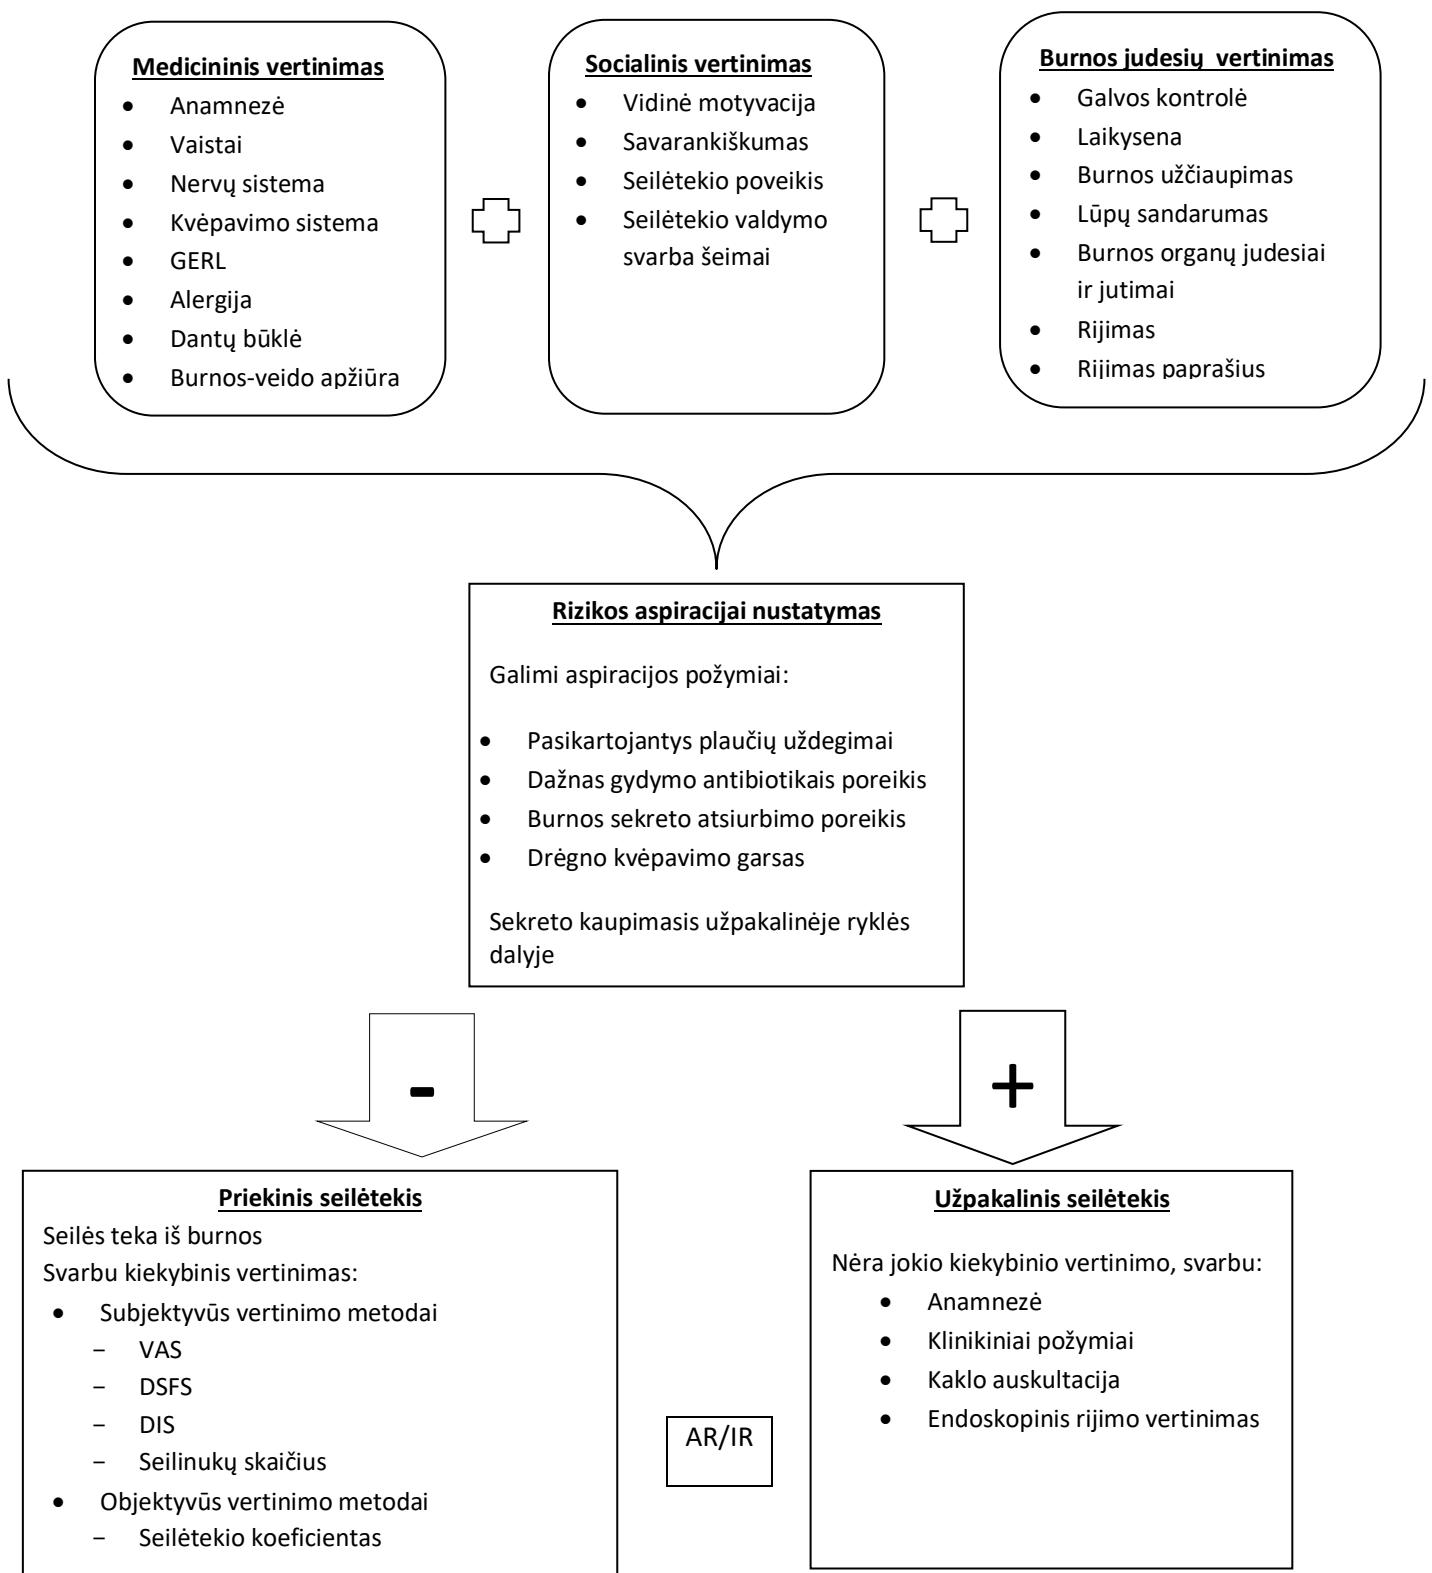 Medicininis vertinimas
• Anamnezė
• Vaistai
• Nervų sistema
• Kvėpavimo sistema
• GERL
• Alergija
• Dantų būklė
• Burnos-veido apžiūra
Socialinis vertinimas
• Vidinė motyvacija
• Savarankiškumas
• Seilėtekio poveikis
• Seilėtekio valdymo
svarba šeimai
Burnos judesių vertinimas
• Galvos kontrolė
• Laikysena
• Burnos užčiaupimas
• Lūpų sandarumas
• Burnos organų judesiai
ir jutimai
• Rijimas
• Rijimas paprašius
Rizikos aspiracijai nustatymas
Galimi aspiracijos požymiai:
• Pasikartojantys plaučių uždegimai
• Dažnas gydymo antibiotikais poreikis
• Burnos sekreto atsiurbimo poreikis
• Drėgno kvėpavimo garsas
Sekreto kaupimasis užpakalinėje ryklės
dalyje
-
+
Priekinis seilėtekis
Seilės teka iš burnos
Svarbu kiekybinis vertinimas:
• Subjektyvūs vertinimo metodai
− VAS
− DSFS
− DIS
− Seilinukų skaičius
• Objektyvūs vertinimo metodai
− Seilėtekio koeficientas
AR/IR
Užpakalinis seilėtekis
Nėra jokio kiekybinio vertinimo, svarbu:
• Anamnezė
• Klinikiniai požymiai
• Kaklo auskultacija
• Endoskopinis rijimo vertinimas